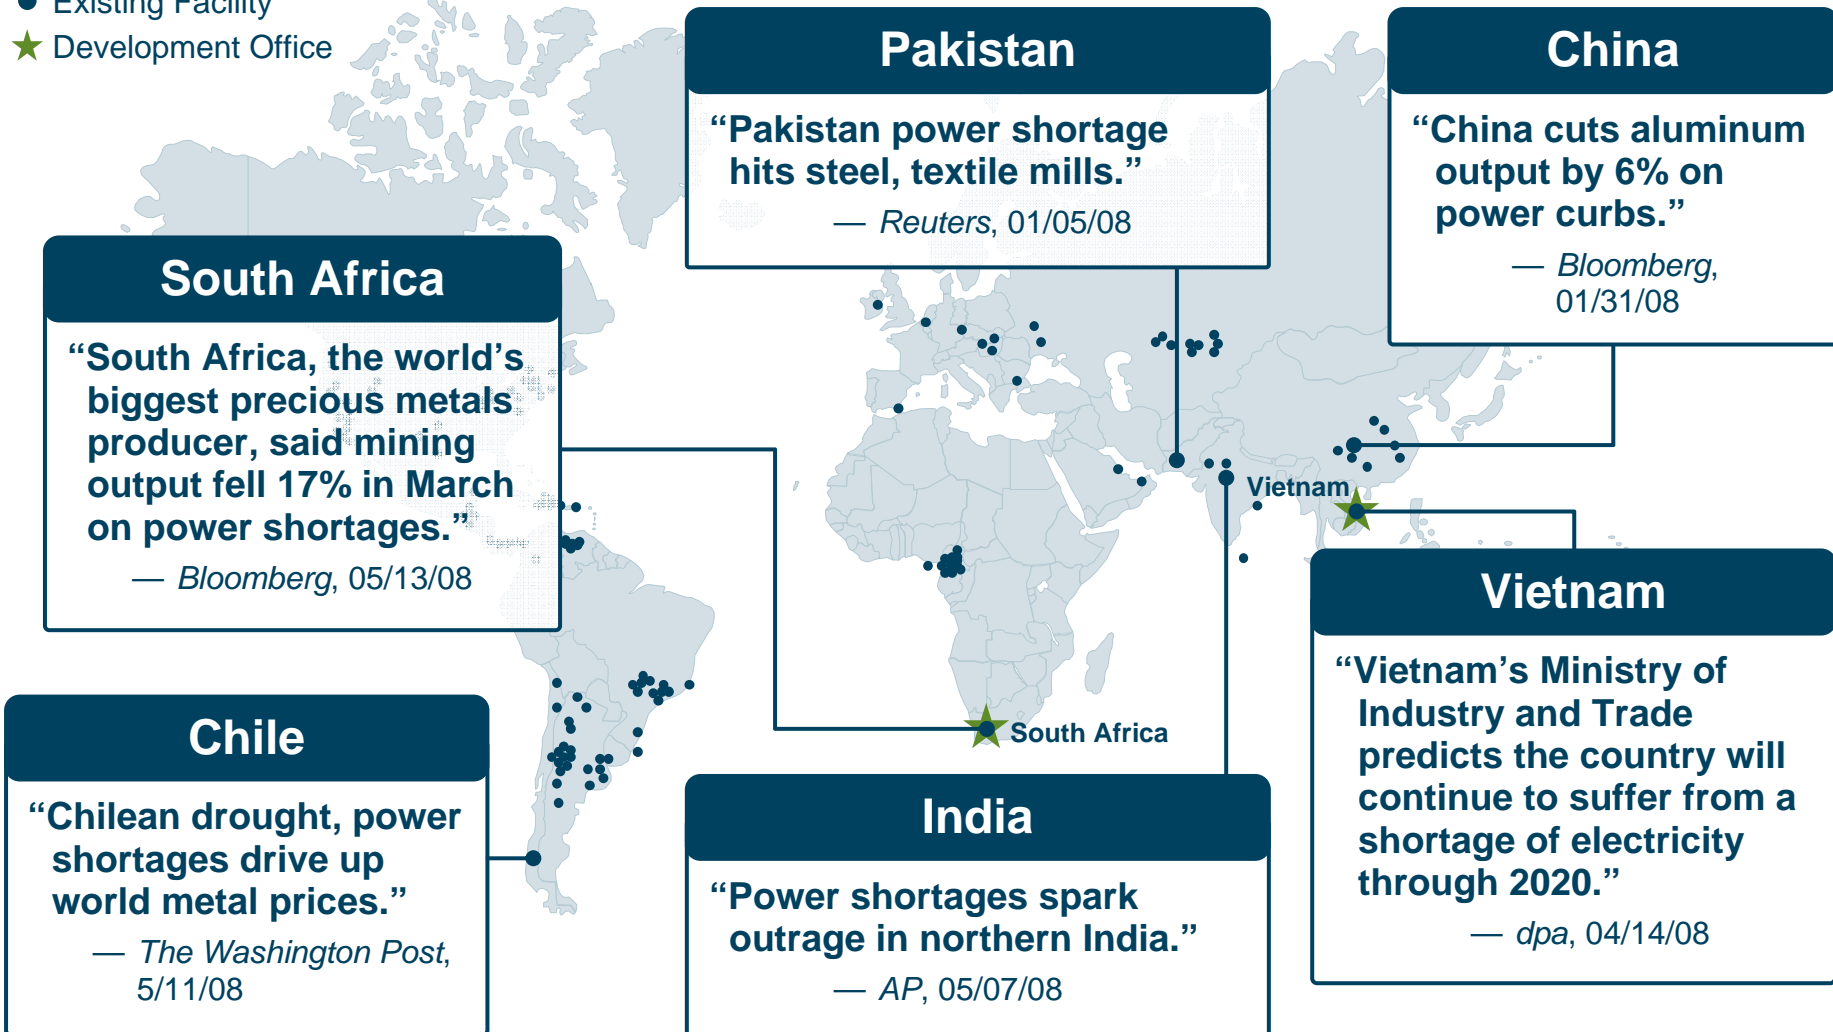 Existing Facility
Development Office
Pakistan
“Pakistan power shortage
hits steel, textile mills.”
— Reuters, 01/05/08
China
“China cuts aluminum
output by 6% on
power curbs.”
— Bloomberg,
01/31/08
South Africa
“South Africa, the world’s
biggest precious metals
producer, said mining
output fell 17% in March
on power shortages.”
— Bloomberg, 05/13/08
Vietnam
South Africa
Vietnam
“Vietnam’s Ministry of
Industry and Trade
predicts the country will
continue to suffer from a
shortage of electricity
through 2020.”
— dpa, 04/14/08
Chile
“Chilean drought, power
shortages drive up
world metal prices.”
— The Washington Post,
5/11/08
India
“Power shortages spark
outrage in northern India.”
— AP, 05/07/08